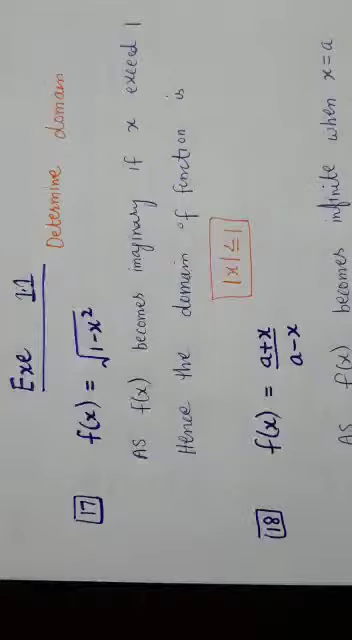 Exe 1.1
Determine domain
17 f(x) = √1-x²
As f(x) becomes imaginary if x exceed 1
Hence the domain of function is
|x| ≤ 1
18 f(x) = a+x / a-x
As f(x) becomes infinite when x=a